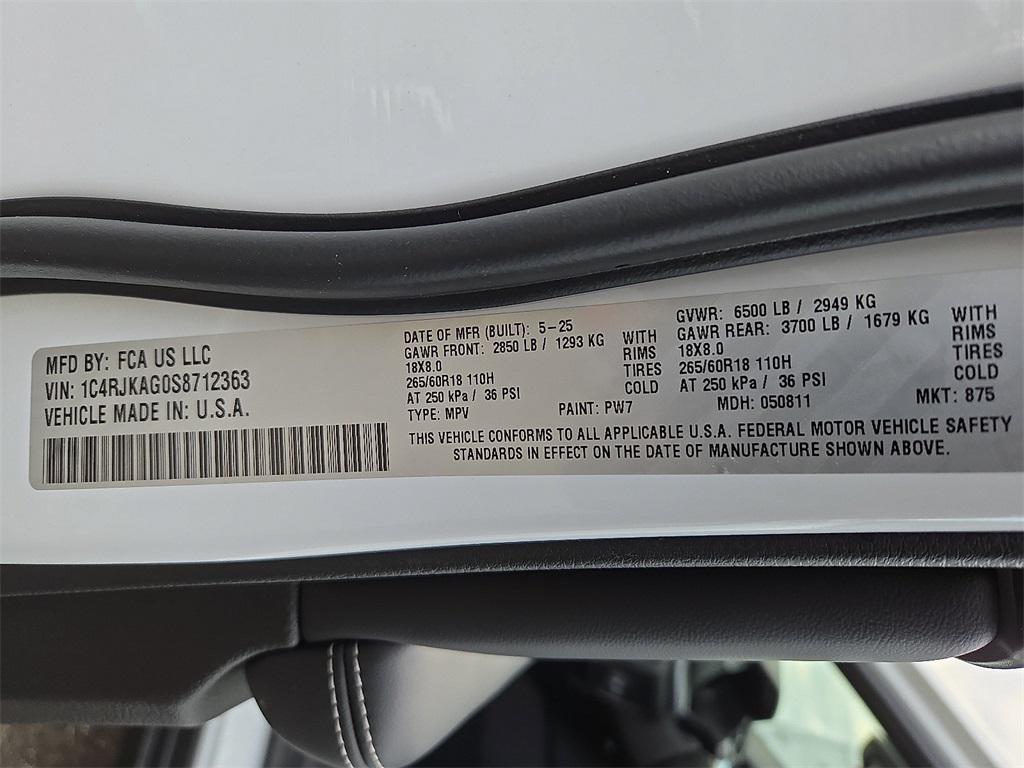 MFD BY: FCA US LLC
VIN: 1C4RJKAG0S8712363
VEHICLE MADE IN: U.S.A.
DATE OF MFR (BUILT): 5-25
GAWR FRONT: 2850 LB / 1293 KG WITH
18X8.0 RIMS
265/60R18 110H TIRES
AT 250 kPa / 36 PSI COLD
TYPE: MPV PAINT: PW7
GVWR: 6500 LB / 2949 KG
GAWR REAR: 3700 LB / 1679 KG WITH
18X8.0 RIMS
265/60R18 110H TIRES
AT 250 kPa / 36 PSI COLD
MDH: 050811 MKT: 875
THIS VEHICLE CONFORMS TO ALL APPLICABLE U.S.A. FEDERAL MOTOR VEHICLE SAFETY
STANDARDS IN EFFECT ON THE DATE OF MANUFACTURE SHOWN ABOVE.